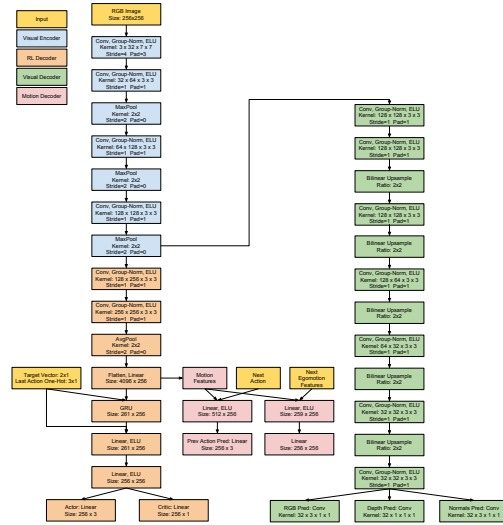 Input
Visual Encoder
RL Decoder
Visual Decoder
Motion Decoder
RGB Image
Size: 256x256
Conv, Group-Norm, ELU
Kernel: 3 x 32 x 7 x 7
Stride=4 Pad=3
Conv, Group-Norm, ELU
Kernel: 32 x 64 x 3 x 3
Stride=1 Pad=1
MaxPool
Kernel: 2x2
Stride=2 Pad=0
Conv, Group-Norm, ELU
Kernel: 64 x 128 x 3 x 3
Stride=1 Pad=1
MaxPool
Kernel: 2x2
Stride=2 Pad=0
Conv, Group-Norm, ELU
Kernel: 128 x 128 x 3 x 3
Stride=1 Pad=1
MaxPool
Kernel: 2x2
Stride=2 Pad=0
Conv, Group-Norm, ELU
Kernel: 128 x 256 x 3 x 3
Stride=1 Pad=1
Conv, Group-Norm, ELU
Kernel: 256 x 256 x 3 x 3
Stride=1 Pad=1
AvgPool
Kernel: 2x2
Stride=2 Pad=0
Target Vector: 2x1
Last Action One-Hot: 3x1
Flatten, Linear
Size: 4096 x 256
GRU
Size: 261 x 256
Linear, ELU
Size: 261 x 256
Linear, ELU
Size: 256 x 256
Actor: Linear
Size: 256 x 3
Critic: Linear
Size: 256 x 1
Motion
Features
Next
Action
Next
Egomotion
Features
Linear, ELU
Size: 512 x 256
Linear, ELU
Size: 259 x 256
Prev Action Pred: Linear
Size: 256 x 3
Linear
Size: 256 x 256
Conv, Group-Norm, ELU
Kernel: 128 x 128 x 3 x 3
Stride=1 Pad=1
Conv, Group-Norm, ELU
Kernel: 128 x 128 x 3 x 3
Stride=1 Pad=1
Bilinear Upsample
Ratio: 2x2
Conv, Group-Norm, ELU
Kernel: 128 x 128 x 3 x 3
Stride=1 Pad=1
Bilinear Upsample
Ratio: 2x2
Conv, Group-Norm, ELU
Kernel: 128 x 64 x 3 x 3
Stride=1 Pad=1
Bilinear Upsample
Ratio: 2x2
Conv, Group-Norm, ELU
Kernel: 64 x 32 x 3 x 3
Stride=1 Pad=1
Bilinear Upsample
Ratio: 2x2
Conv, Group-Norm, ELU
Kernel: 32 x 32 x 3 x 3
Stride=1 Pad=1
Bilinear Upsample
Ratio: 2x2
Conv, Group-Norm, ELU
Kernel: 32 x 32 x 3 x 3
Stride=1 Pad=1
RGB Pred: Conv
Kernel: 32 x 3 x 1 x 1
Depth Pred: Conv
Kernel: 32 x 1 x 1 x 1
Normals Pred: Conv
Kernel: 32 x 3 x 1 x 1